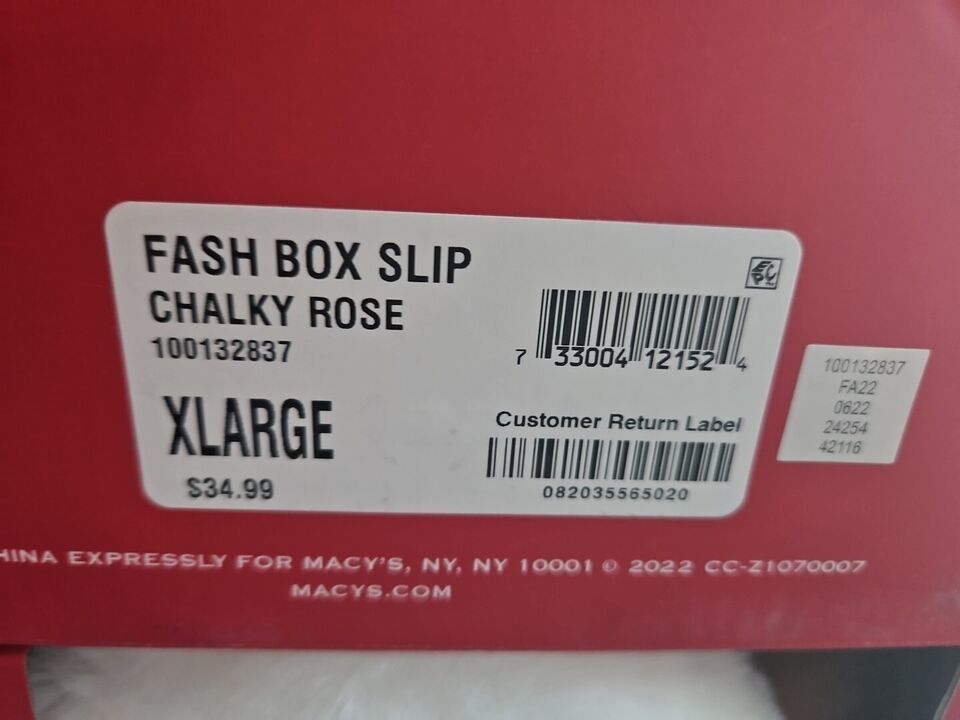 FASH BOX SLIP
CHALKY ROSE
100132837
XLARGE
$34.99
EPC
7 33004 12152 4
Customer Return Label
082035565020
100132837
FA22
0622
24254
42116
HINA EXPRESSLY FOR MACY'S, NY, NY 10001 © 2022 CC-Z1070007
MACYS.COM